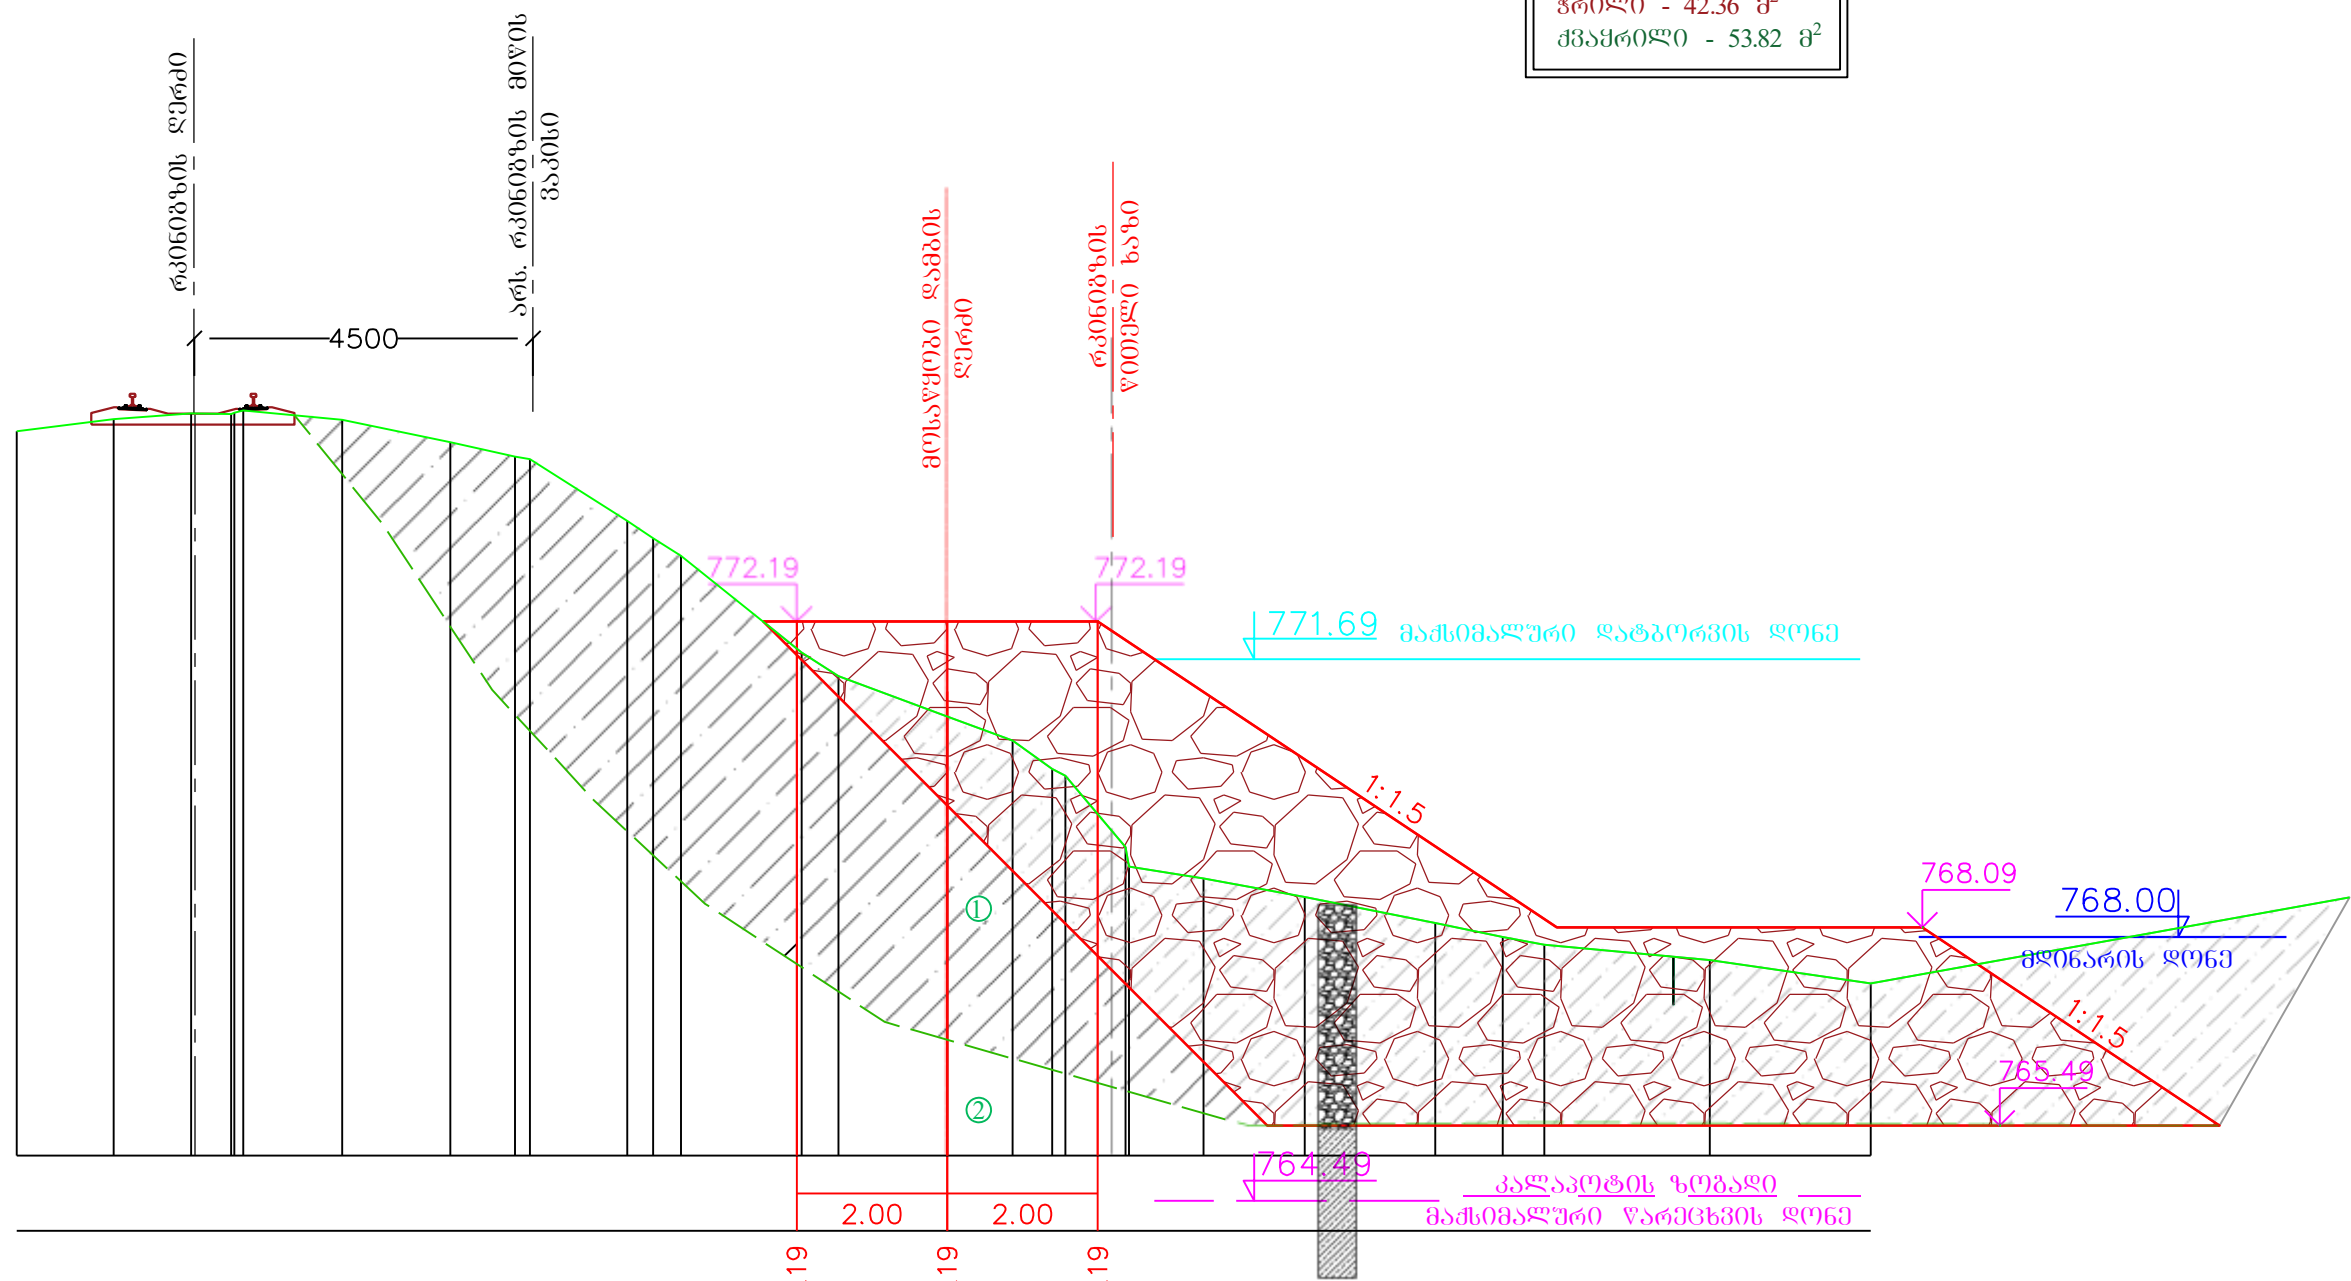 ჭრილი - 42.36 მ²
ქვაყრილი - 53.82 მ²
რკინიგზის ღერძი
არს. რკინიგზის მიწის
ვაკისი
4500
მოსაწყობი დამბის
ღერძი
რკინიგზის
წითელი ხაზი
772.19
772.19
771.69 მაქსიმალური დატბორვის დონე
1:1.5
768.09
768.00
მდინარის დონე
1:1.5
765.49
1
2
764.49
კალაპოტის ზოგადი
მაქსიმალური წარეცხვის დონე
2.00
2.00
.19
.19
.19